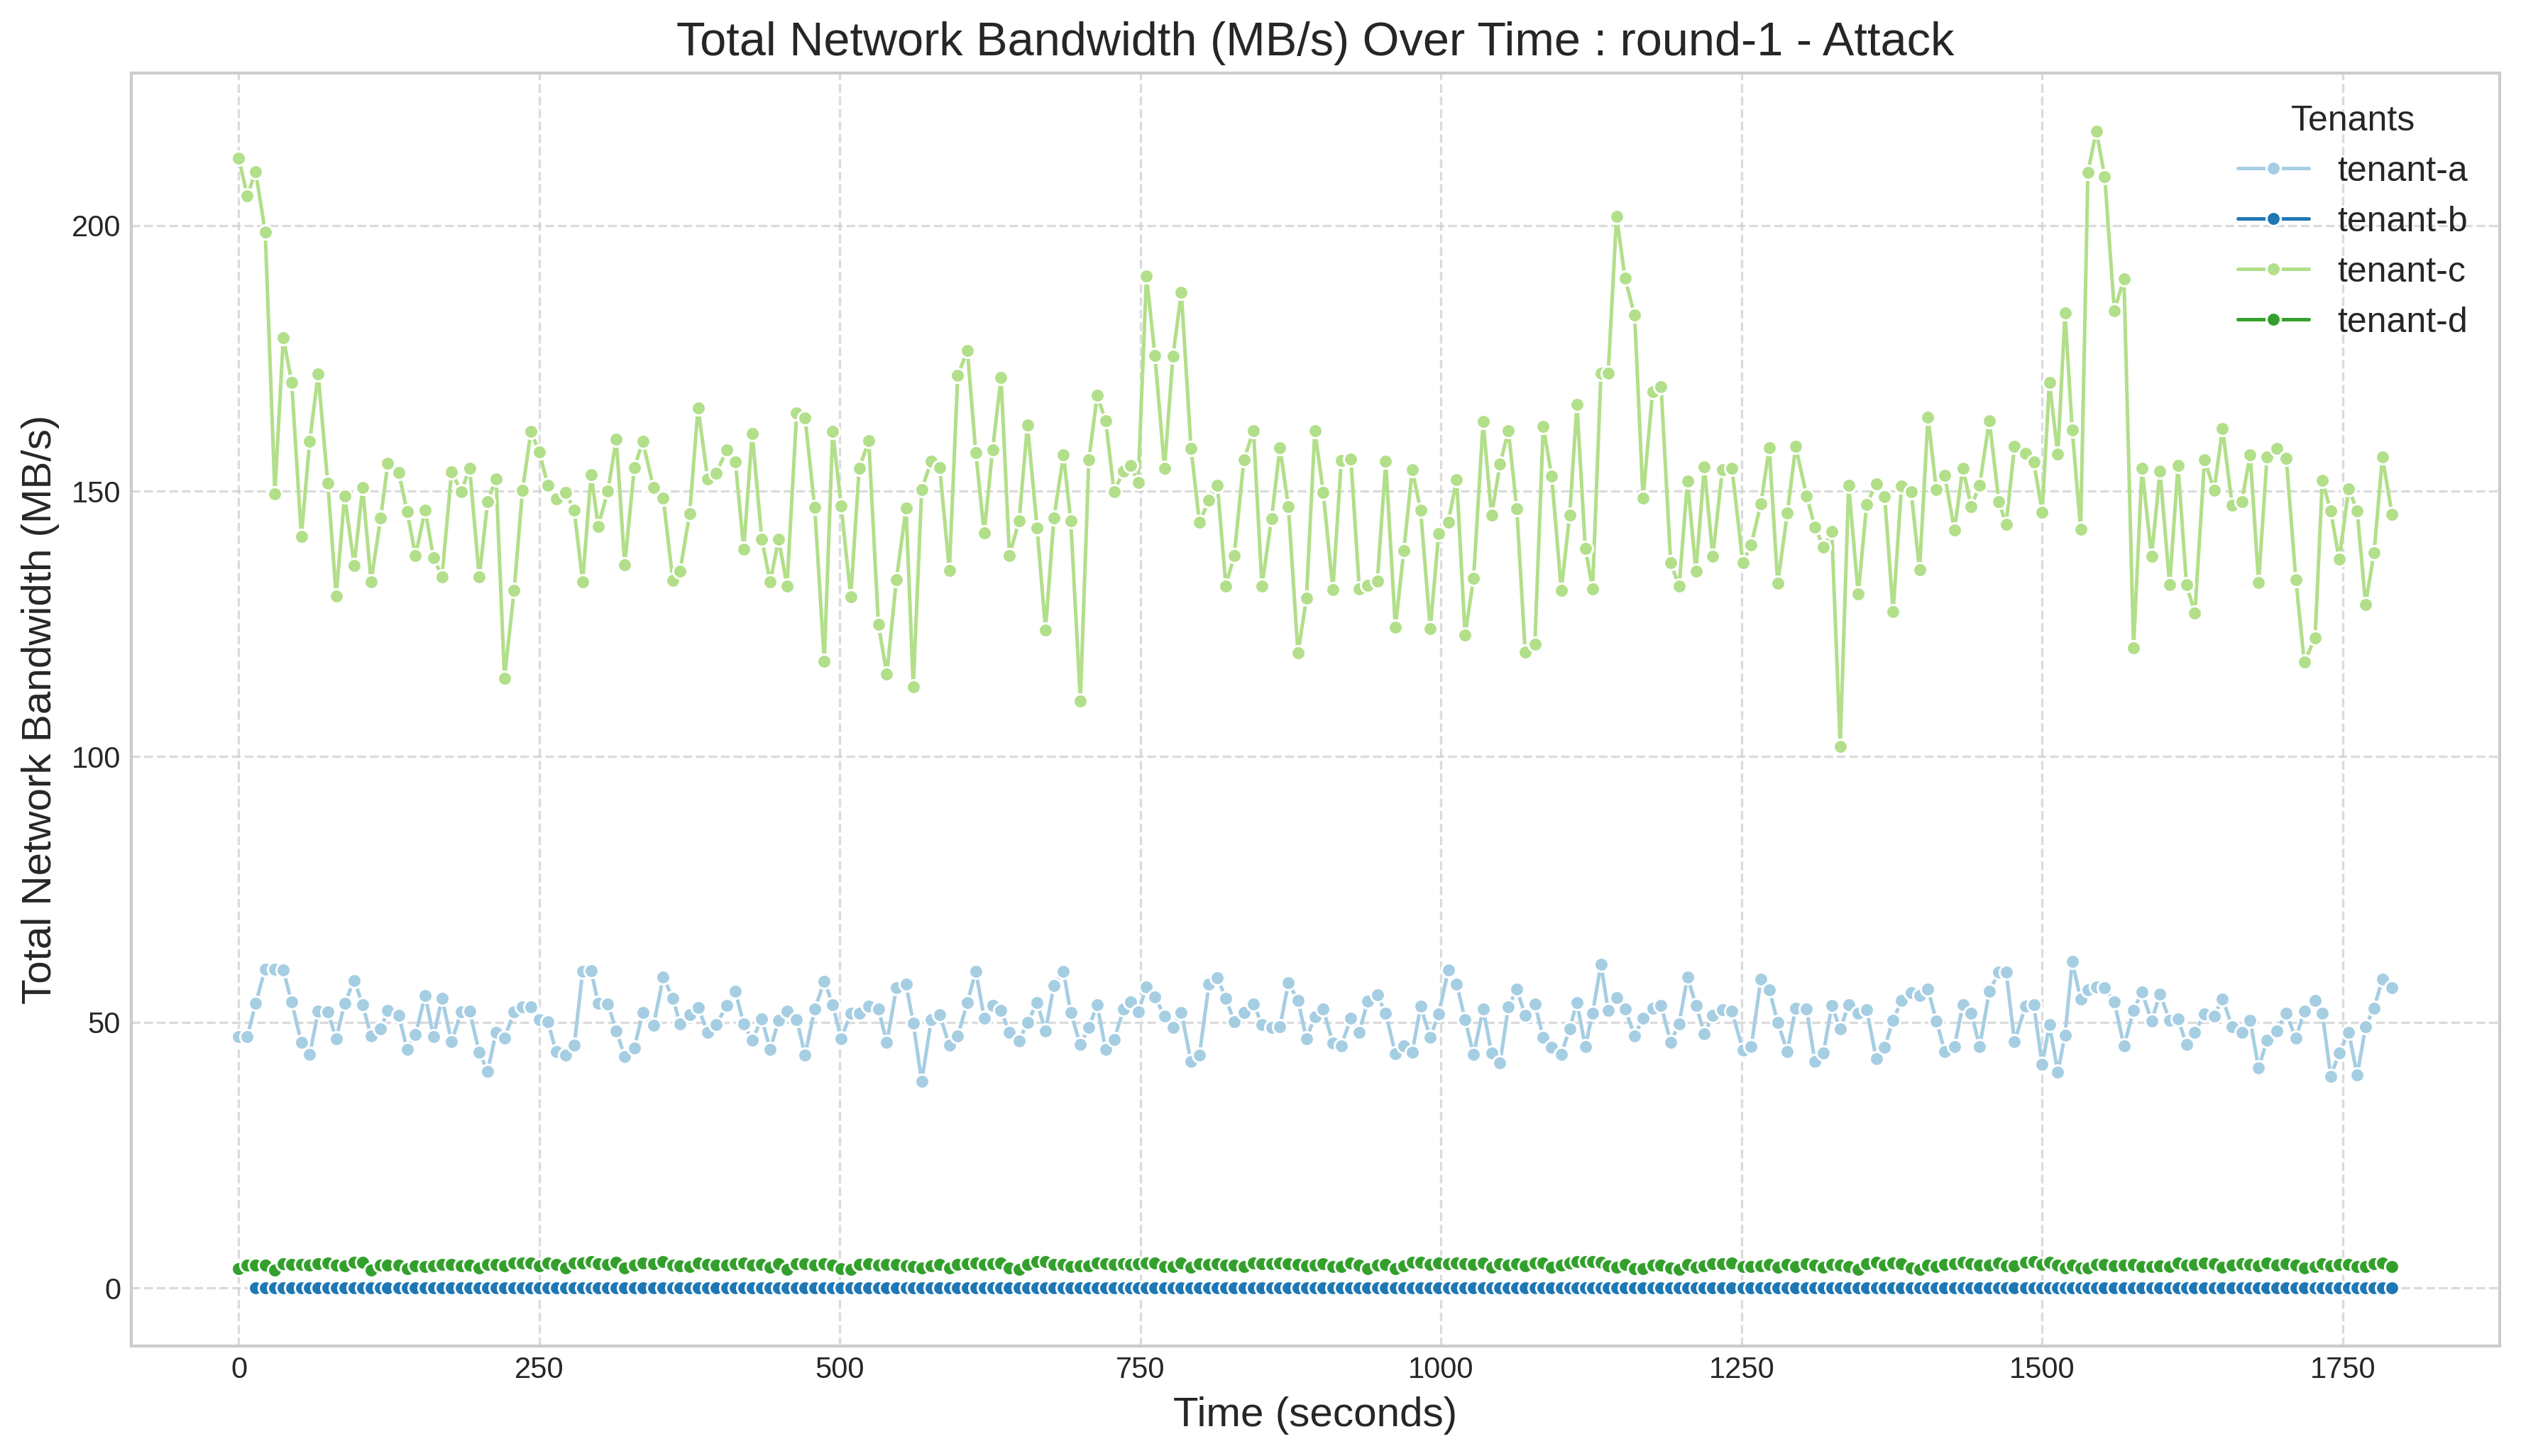 Total Network Bandwidth (MB/s) Over Time : round-1 - Attack
Tenants
tenant-a
tenant-b
tenant-c
tenant-d
Total Network Bandwidth (MB/s)
200
150
100
50
0
0 250 500 750 1000 1250 1500 1750
Time (seconds)